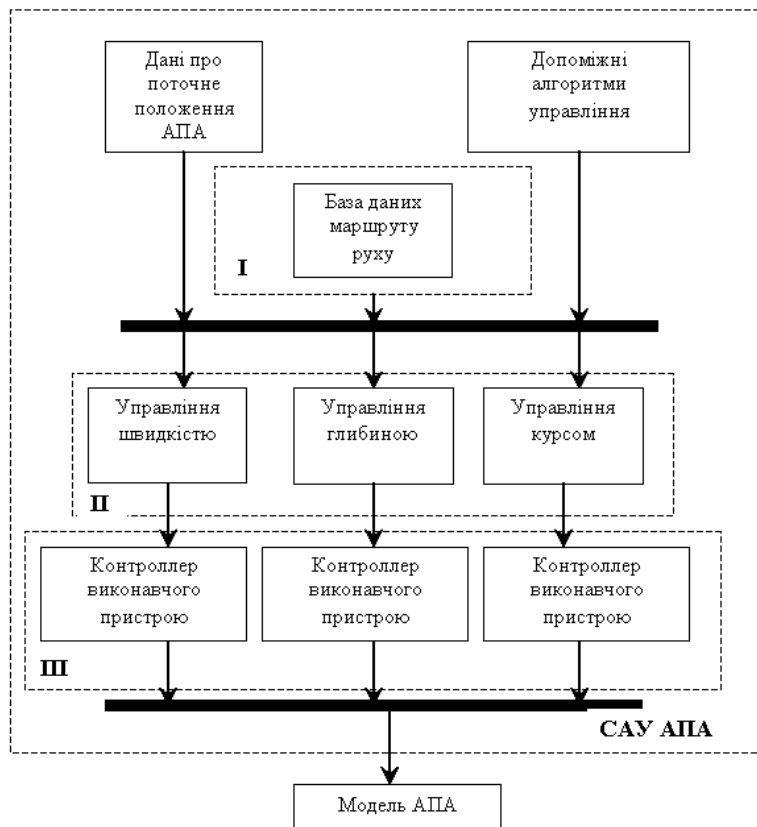 Дані про
поточне
положення
АПА
Допоміжні
алгоритми
управління
База даних
маршруту
руху
I
Управління
швидкістю
Управління
глибиною
Управління
курсом
II
Контроллер
виконавчого
пристрою
Контроллер
виконавчого
пристрою
Контроллер
виконавчого
пристрою
III
САУ АПА
Модель АПА